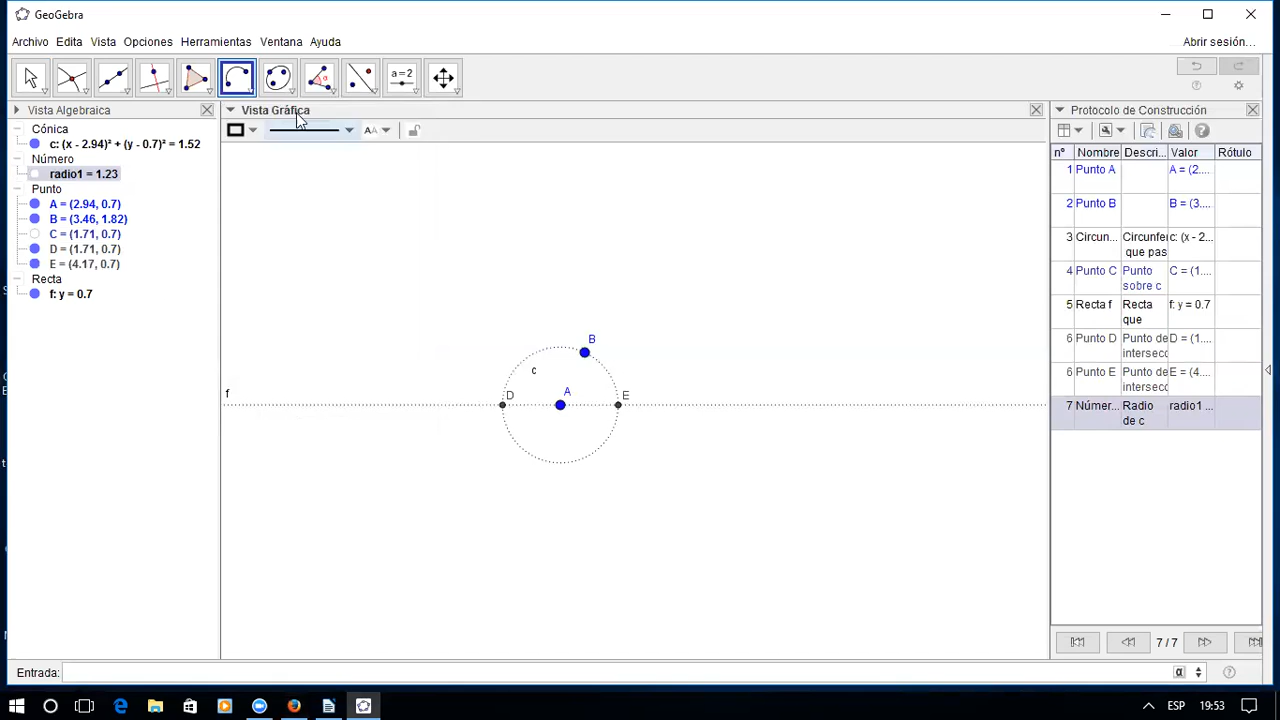 GeoGebra
Archivo Edita Vista Opciones Herramientas Ventana Ayuda Abrir sesión...
α a=2
Vista Algebraica
Cónica
c: (x - 2.94)² + (y - 0.7)² = 1.52
Número
radio1 = 1.23
Punto
A = (2.94, 0.7)
B = (3.46, 1.82)
C = (1.71, 0.7)
D = (1.71, 0.7)
E = (4.17, 0.7)
Recta
f: y = 0.7
Vista Gráfica
AA
B
c
A
D
E
f
Protocolo de Construcción
nº Nombre Descri... Valor Rótulo
1 Punto A A = (2....
2 Punto B B = (3....
3 Circun... Circunfe c: (x - 2...
que pas
4 Punto C Punto C = (1....
sobre c
5 Recta f Recta f: y = 0.7
que
6 Punto D Punto de D = (1....
intersecc
6 Punto E Punto de E = (4....
intersecc
7 Númer... Radio radio1 ...
de c
7 / 7
Entrada: α
ESP 19:53